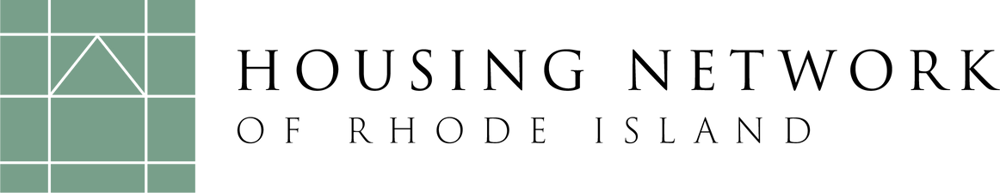 HOUSING NETWORK
OF RHODE ISLAND